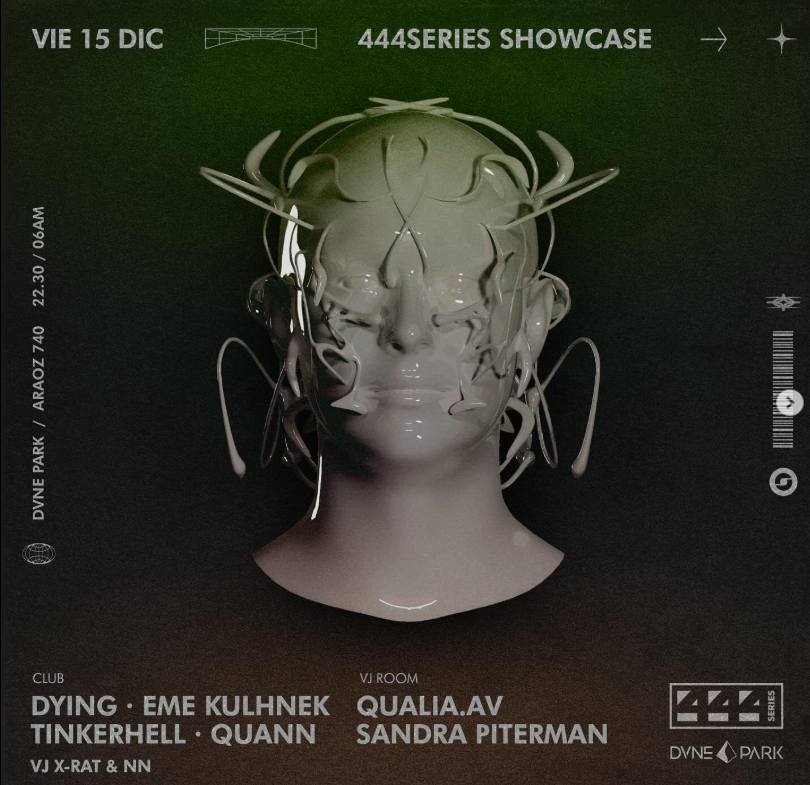 VIE 15 DIC
444SERIES SHOWCASE
DVNE PARK / ARAOZ 740 22.30 / 06AM
CLUB
DYING · EME KULHNEK
TINKERHELL · QUANN
VJ X-RAT & NN
VJ ROOM
QUALIA.AV
SANDRA PITERMAN
444 SERIES
DVNE PARK